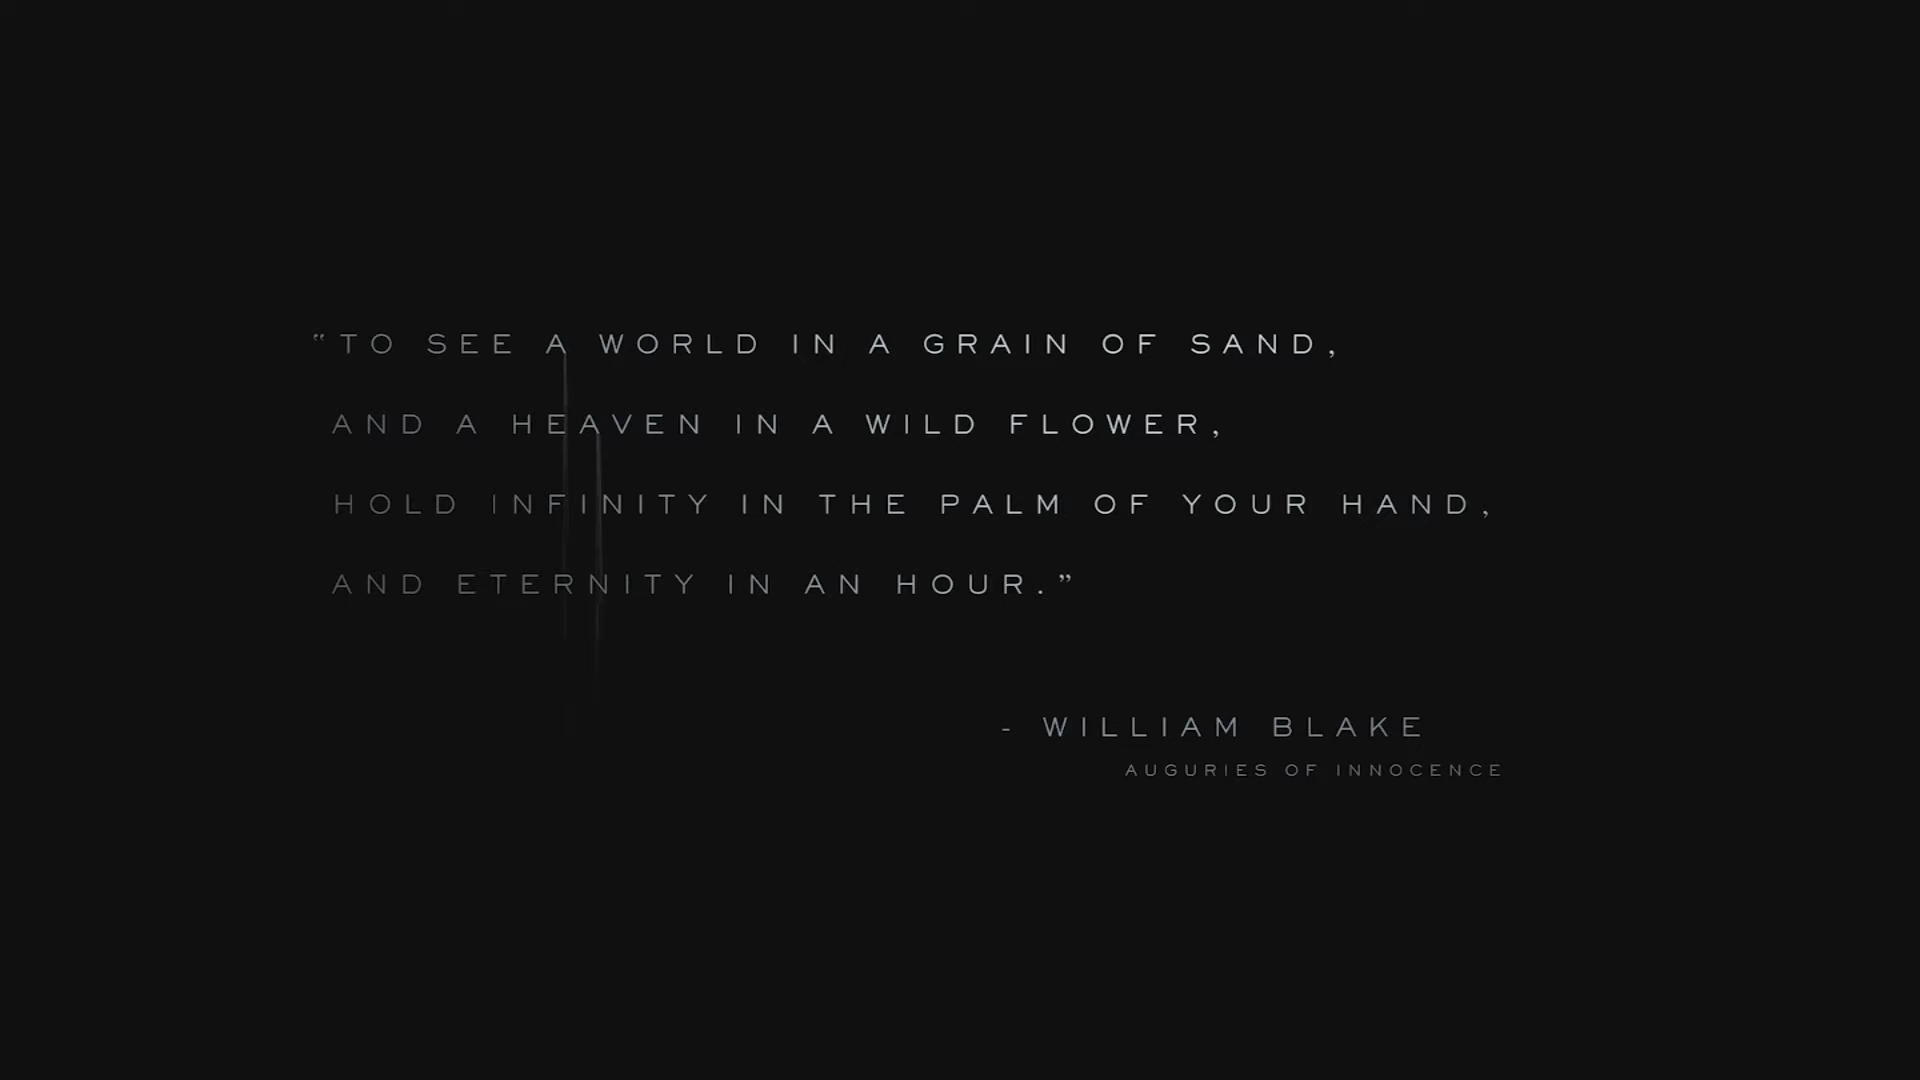 “TO SEE A WORLD IN A GRAIN OF SAND,
AND A HEAVEN IN A WILD FLOWER,
HOLD INFINITY IN THE PALM OF YOUR HAND,
AND ETERNITY IN AN HOUR.”
- WILLIAM BLAKE
AUGURIES OF INNOCENCE